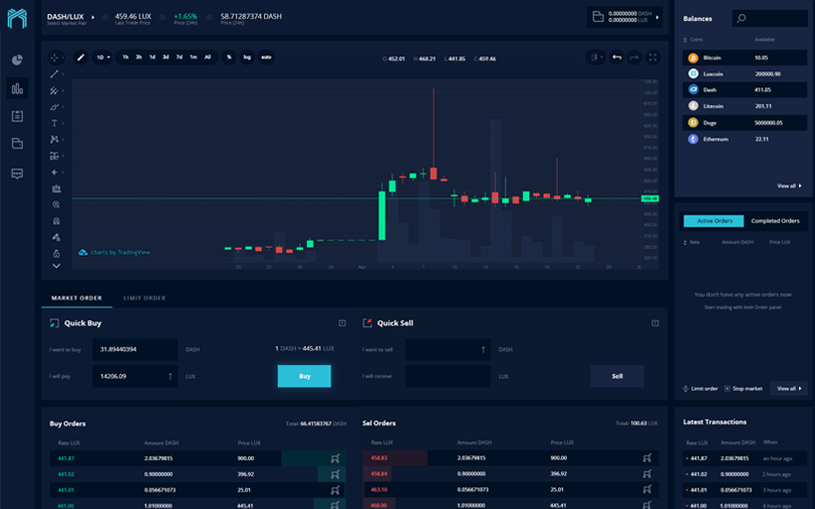 DASH/LUX
Select Market Pair
459.46 LUX
Last Trade Price
+1.65%
Price (24h)
58.71287374 DASH
Price (24h)
0.00000000 DASH
0.00000000 LUX
1D 1h 3h 1d 3d 7d 1m All % log auto
O 452.01 H 468.21 L 441.85 C 459.46
459.46
charts by TradingView
MARKET ORDER LIMIT ORDER
Quick Buy
I want to buy 31.89440394 DASH
1 DASH = 445.41 LUX
I will pay 14206.09 LUX
Buy
Quick Sell
I want to sell DASH
I will receive LUX
Sell
Buy Orders Total: 66.41583767 DASH
Rate LUX Amount DASH Price LUX
441.87 2.03679815 900.00
441.02 0.90000000 396.92
441.01 0.056671073 25.01
441.00 1.01000000 445.41
Sel Orders Total: 100.63 LUX
Rate LUX Amount DASH Price LUX
458.83 2.03679815 900.00
458.84 0.90000000 396.92
463.10 0.056671073 25.01
468.00 1.01000000 445.41
Balances
Coins Available
Bitcoin 10.05
Luxcoin 200000.90
Dash 411.05
Litecoin 201.11
Doge 5000000.05
Ethereum 22.11
View all
Active Orders Completed Orders
Rate Amount DASH Price LUX
You don't have any active orders now
Start trading with limit Order panel
Limit order Stop market View all
Latest Transactions
Rate LUX Amount DASH When
441.87 2.03679815 an hour ago
441.02 0.90000000 2 hours ago
441.01 0.056671073 3 hours ago
441.00 1.01000000 4 hours ago